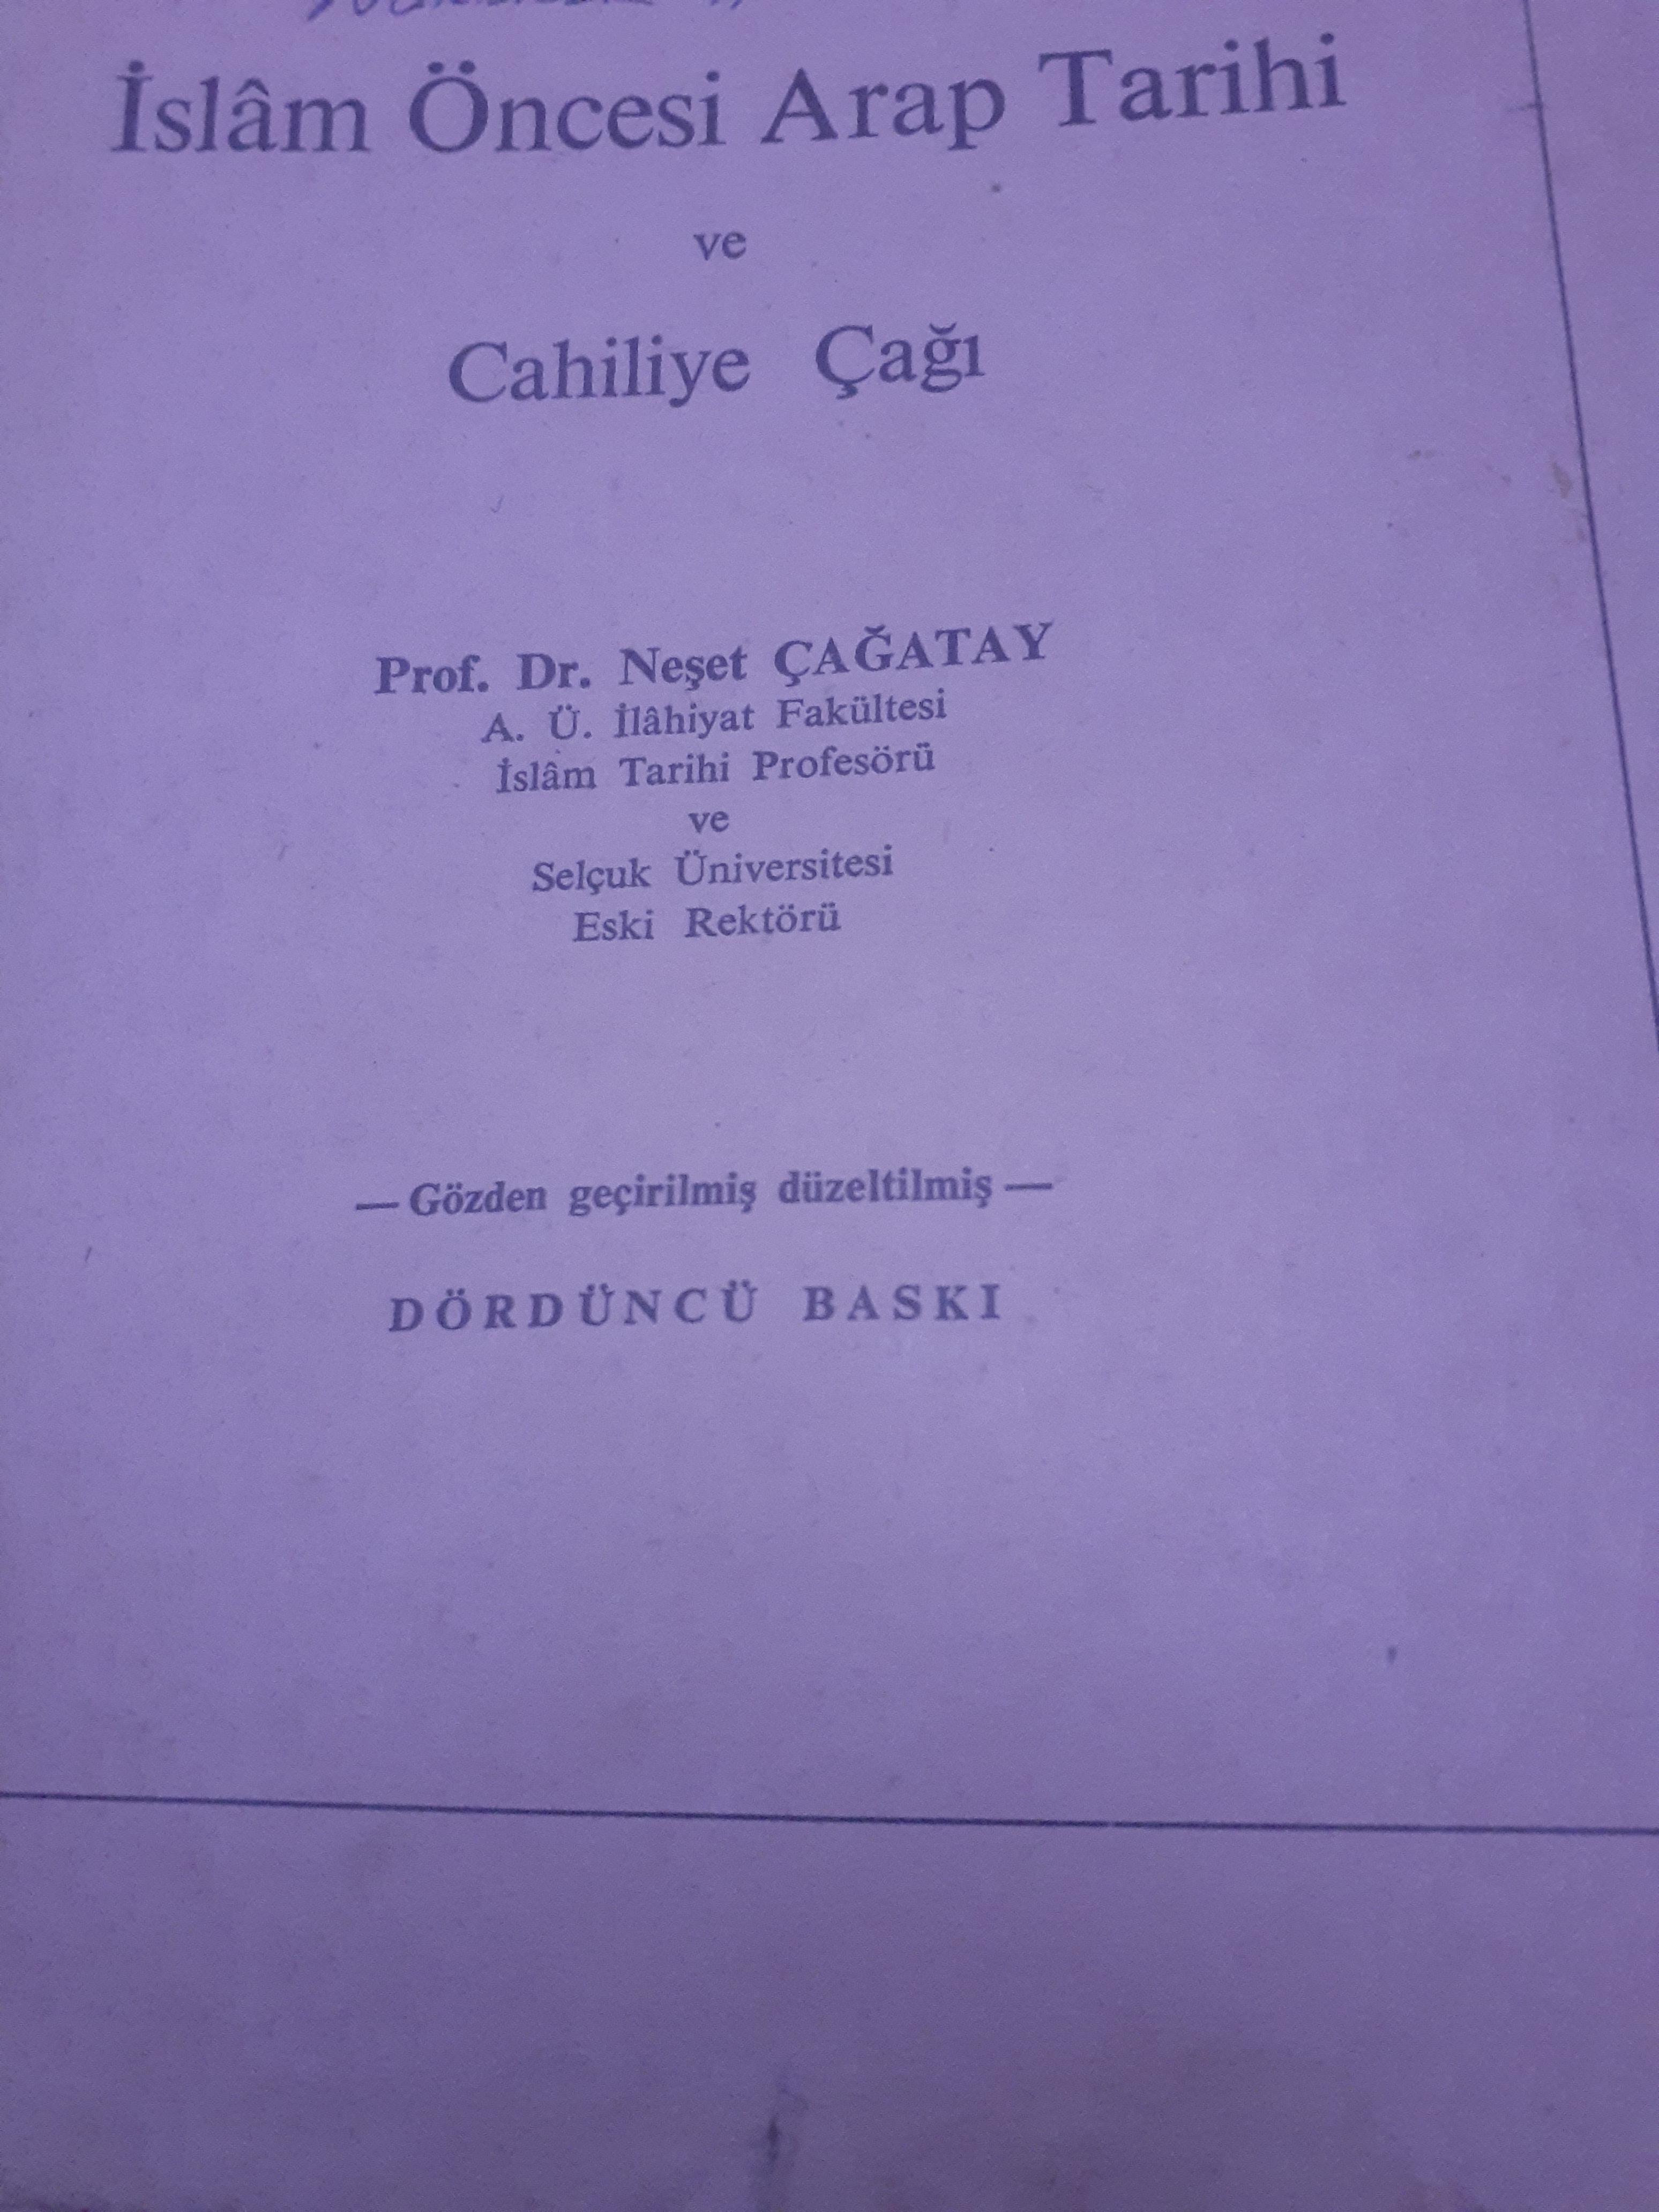 İslâm Öncesi Arap Tarihi
ve
Cahiliye Çağı
Prof. Dr. Neşet ÇAĞATAY
A. Ü. İlâhiyat Fakültesi
İslâm Tarihi Profesörü
ve
Selçuk Üniversitesi
Eski Rektörü
— Gözden geçirilmiş düzeltilmiş —
DÖRDÜNCÜ BASKI